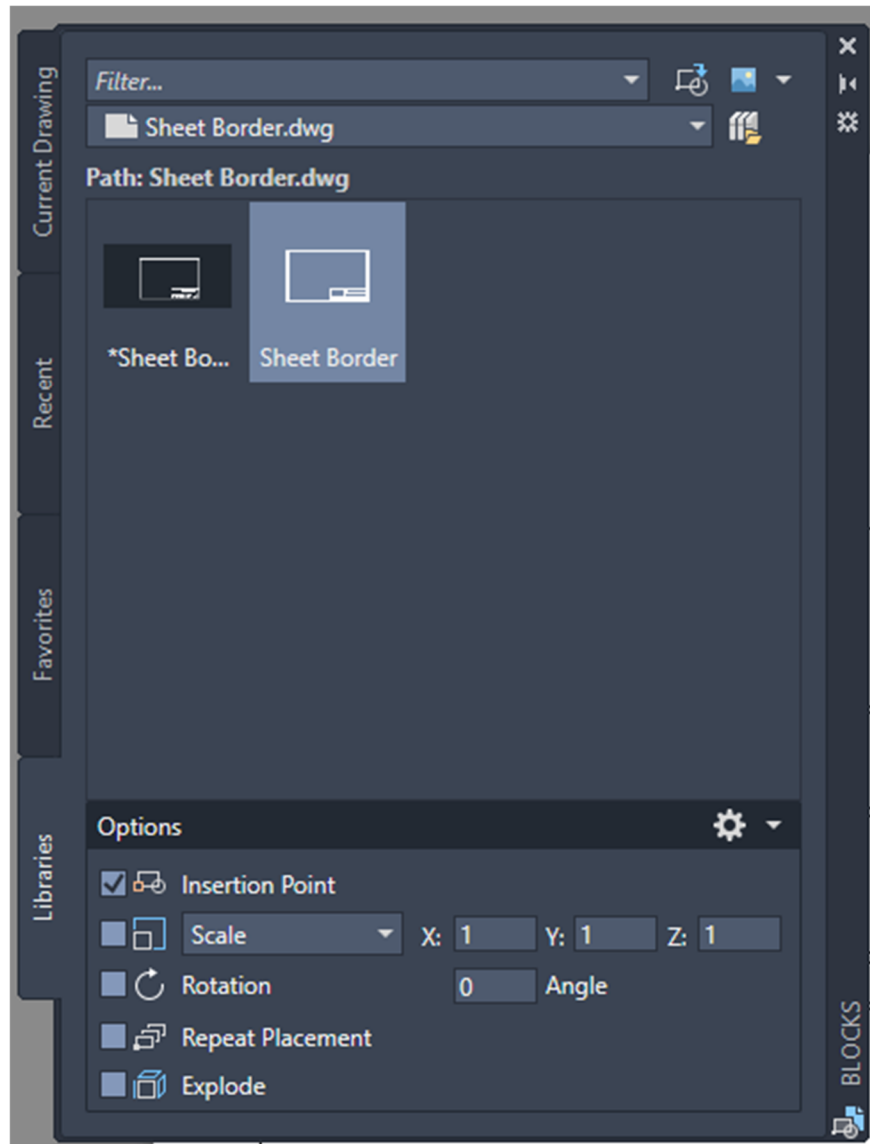 Current Drawing
Recent
Favorites
Libraries
Filter...
Sheet Border.dwg
Path: Sheet Border.dwg
*Sheet Bo...
Sheet Border
Options
Insertion Point
Scale X: 1 Y: 1 Z: 1
Rotation 0 Angle
Repeat Placement
Explode
BLOCKS